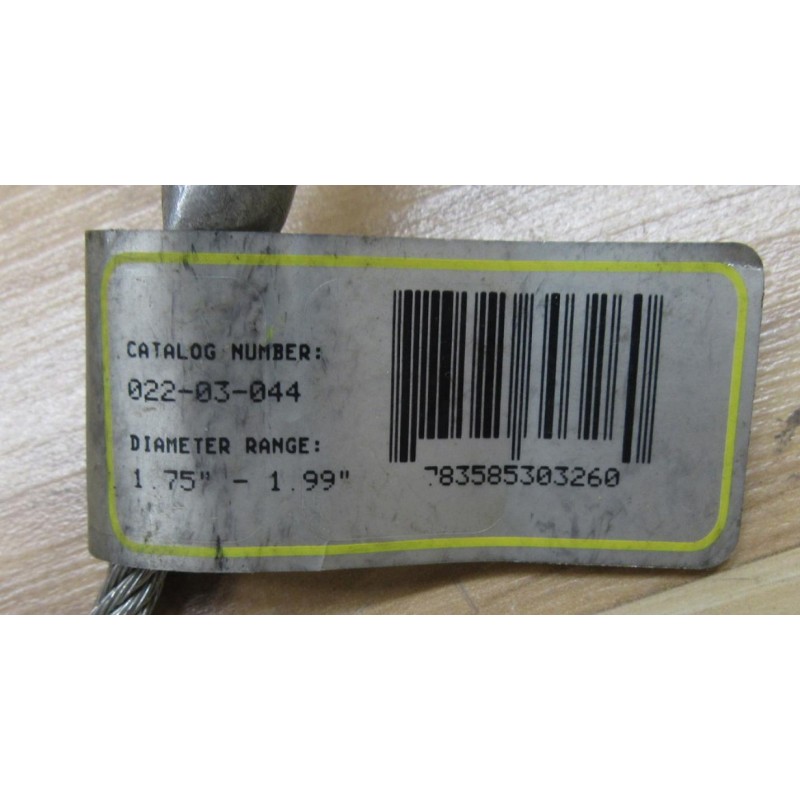 CATALOG NUMBER:
022-03-044
DIAMETER RANGE:
1.75" - 1.99"
783585303260